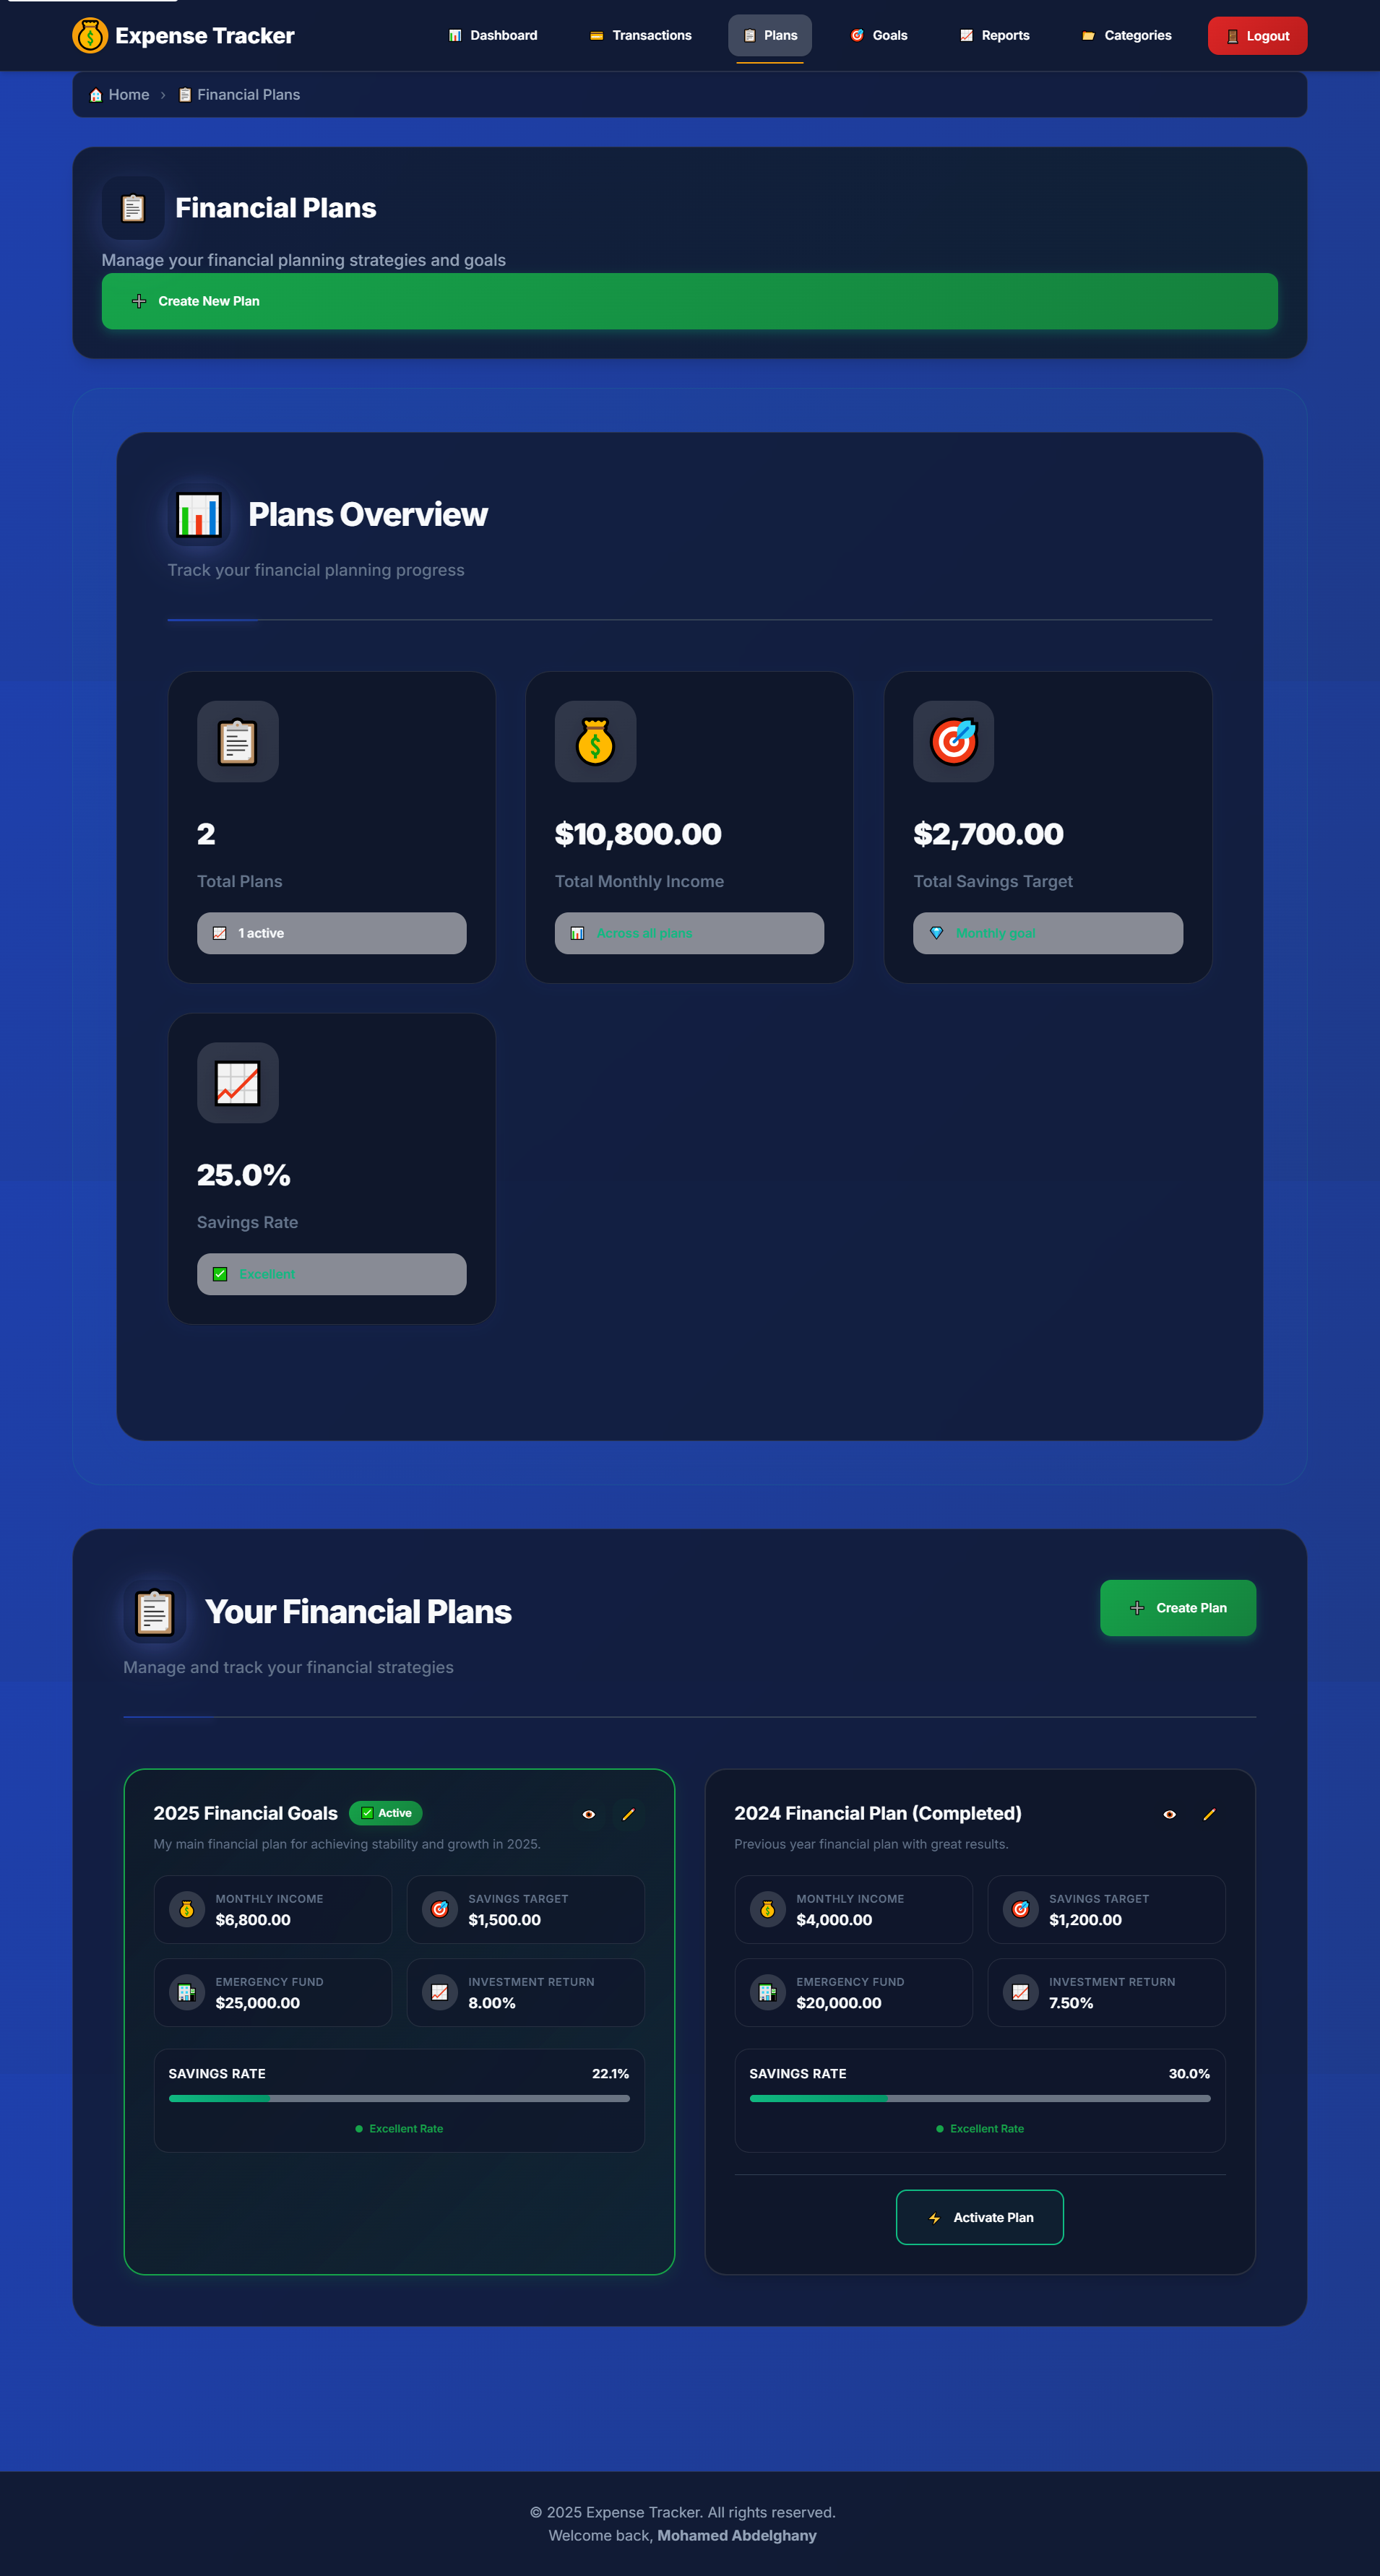 Expense Tracker
Dashboard
Transactions
Plans
Goals
Reports
Categories
Logout
Home › Financial Plans
Financial Plans
Manage your financial planning strategies and goals
Create New Plan
Plans Overview
Track your financial planning progress
2
Total Plans
1 active
$10,800.00
Total Monthly Income
Across all plans
$2,700.00
Total Savings Target
Monthly goal
25.0%
Savings Rate
Excellent
Your Financial Plans
Create Plan
Manage and track your financial strategies
2025 Financial Goals
Active
My main financial plan for achieving stability and growth in 2025.
MONTHLY INCOME
$6,800.00
SAVINGS TARGET
$1,500.00
EMERGENCY FUND
$25,000.00
INVESTMENT RETURN
8.00%
SAVINGS RATE
22.1%
Excellent Rate
2024 Financial Plan (Completed)
Previous year financial plan with great results.
MONTHLY INCOME
$4,000.00
SAVINGS TARGET
$1,200.00
EMERGENCY FUND
$20,000.00
INVESTMENT RETURN
7.50%
SAVINGS RATE
30.0%
Excellent Rate
Activate Plan
© 2025 Expense Tracker. All rights reserved.
Welcome back, Mohamed Abdelghany